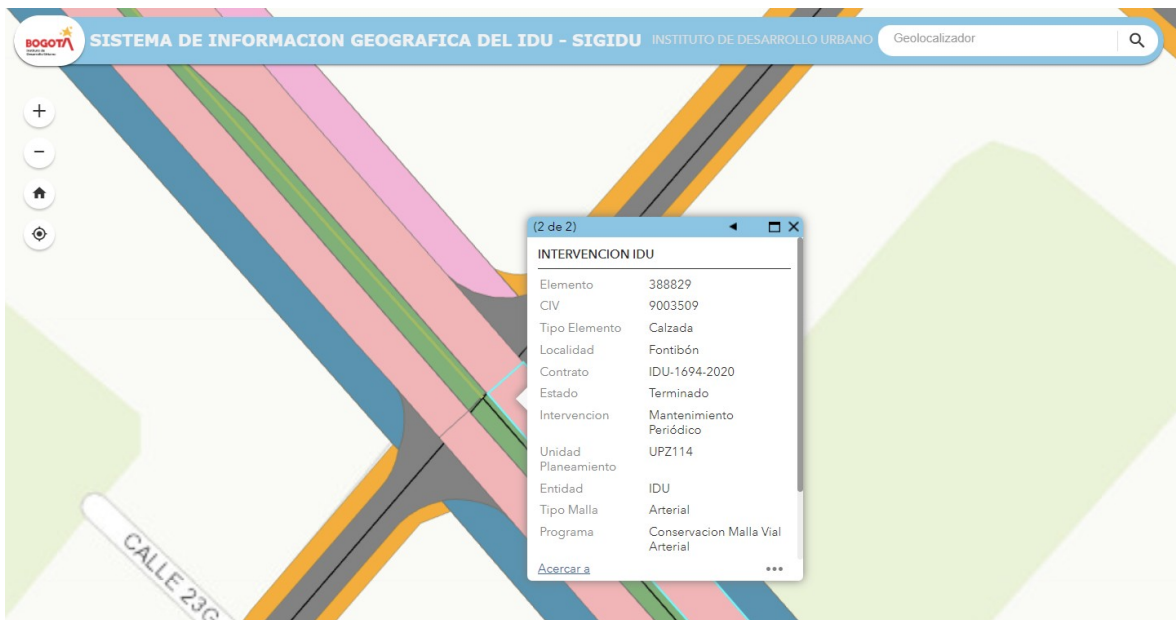 BOGOTÁ
SISTEMA DE INFORMACION GEOGRAFICA DEL IDU - SIGIDU INSTITUTO DE DESARROLLO URBANO Geolocalizador
(2 de 2)
INTERVENCION IDU
Elemento 388829
CIV 9003509
Tipo Elemento Calzada
Localidad Fontibón
Contrato IDU-1694-2020
Estado Terminado
Intervencion Mantenimiento
Periódico
Unidad UPZ114
Planeamiento
Entidad IDU
Tipo Malla Arterial
Programa Conservacion Malla Vial
Arterial
Acercar a
CALLE 23G